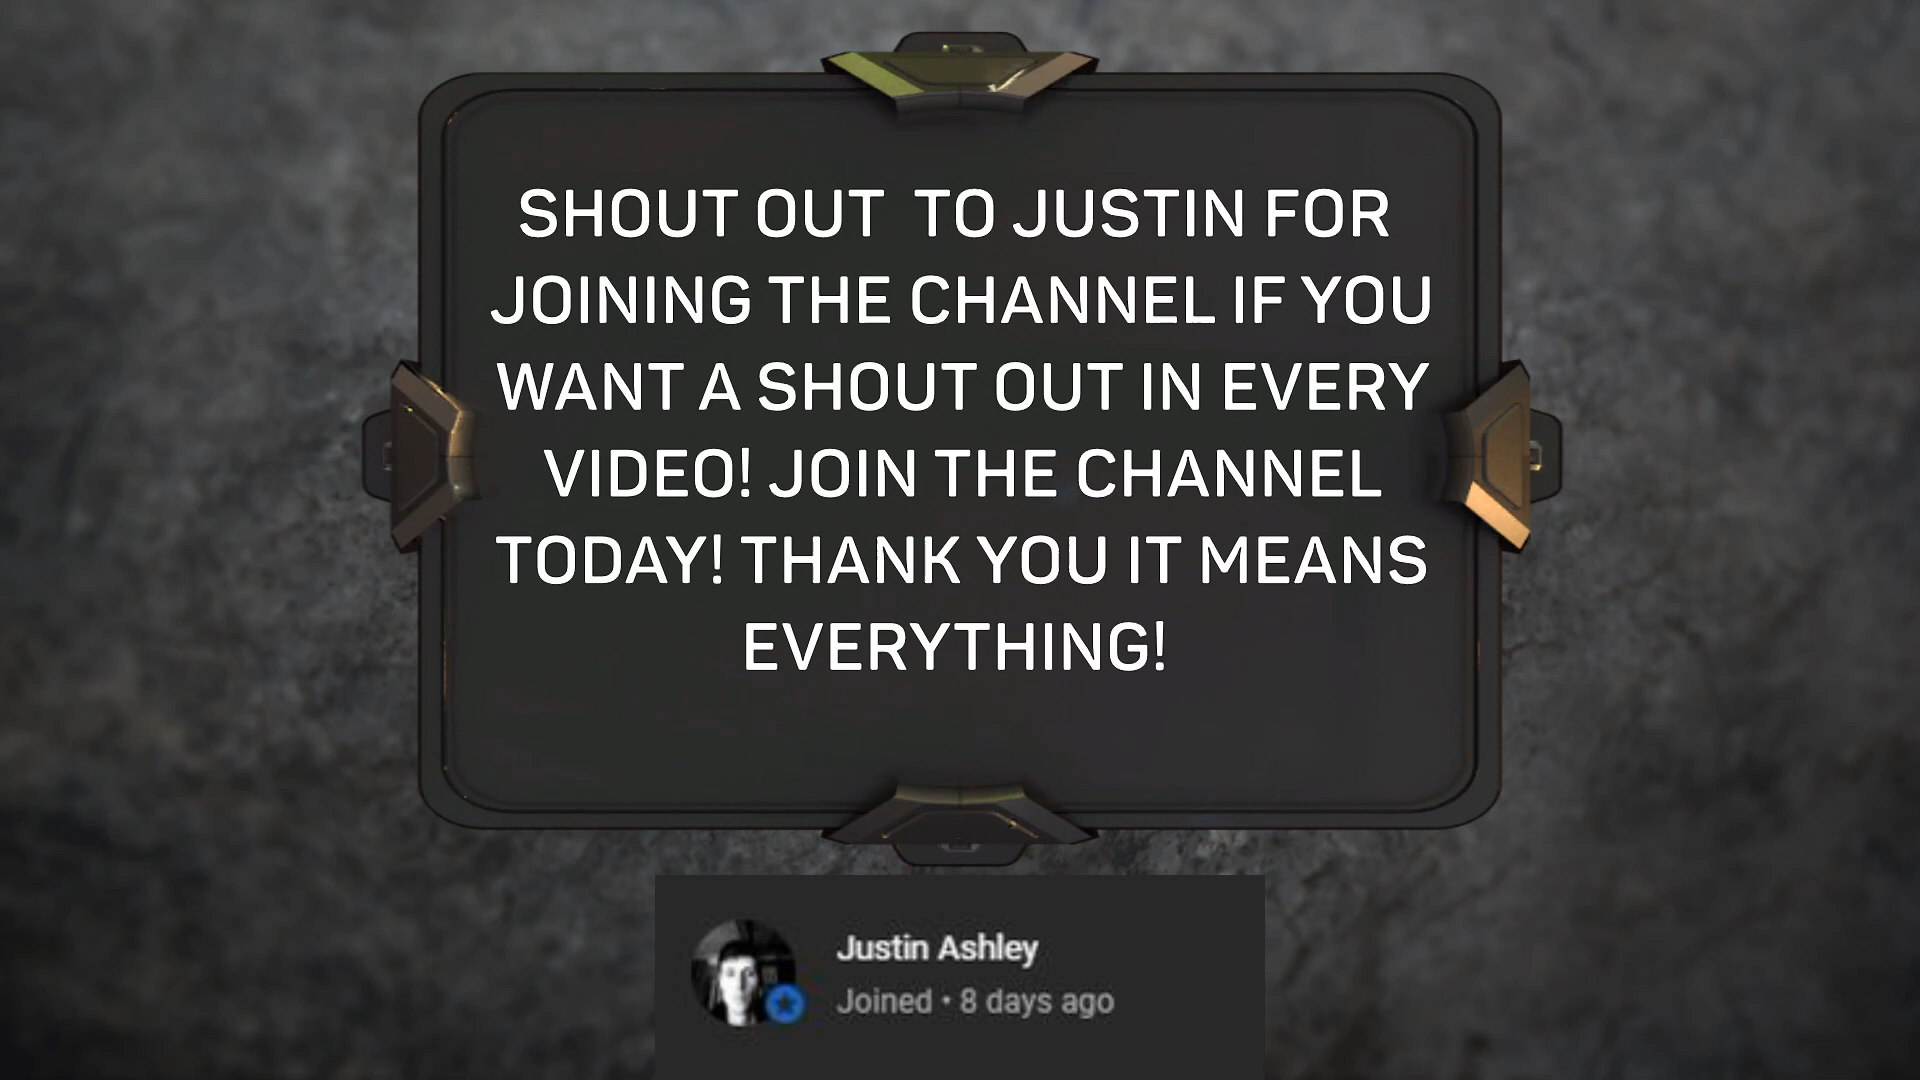 SHOUT OUT  TO JUSTIN FOR
JOINING THE CHANNEL IF YOU
WANT A SHOUT OUT IN EVERY
VIDEO! JOIN THE CHANNEL
TODAY! THANK YOU IT MEANS
EVERYTHING!
Justin Ashley
Joined • 8 days ago